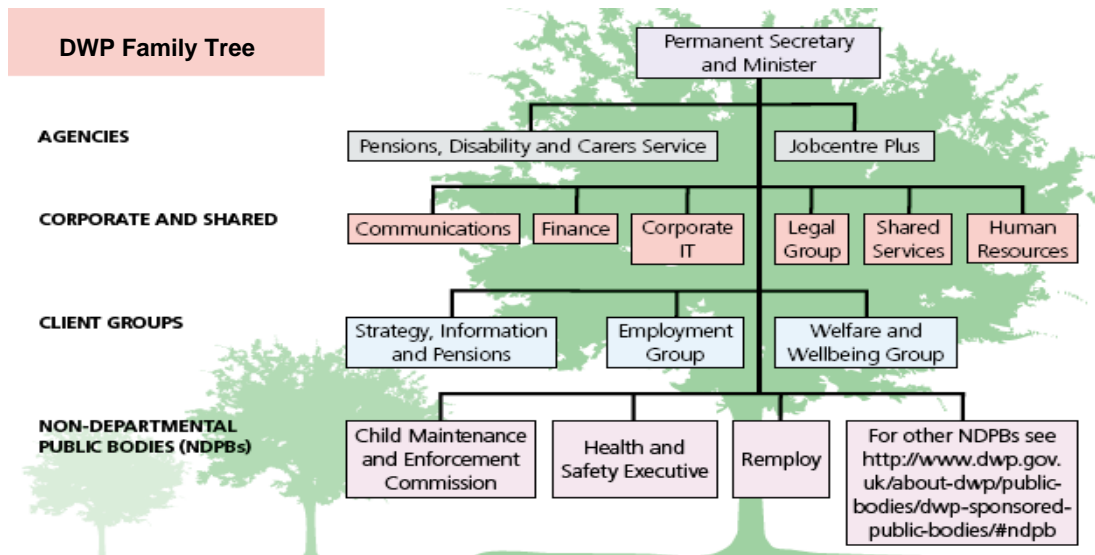 DWP Family Tree
Permanent Secretary
and Minister
AGENCIES
Pensions, Disability and Carers Service
Jobcentre Plus
CORPORATE AND SHARED
Communications
Finance
Corporate
IT
Legal
Group
Shared
Services
Human
Resources
CLIENT GROUPS
Strategy, Information
and Pensions
Employment
Group
Welfare and
Wellbeing Group
NON-DEPARTMENTAL
PUBLIC BODIES (NDPBs)
Child Maintenance
and Enforcement
Commission
Health and
Safety Executive
Remploy
For other NDPBs see
http://www.dwp.gov.
uk/about-dwp/public-
bodies/dwp-sponsored-
public-bodies/#ndpb